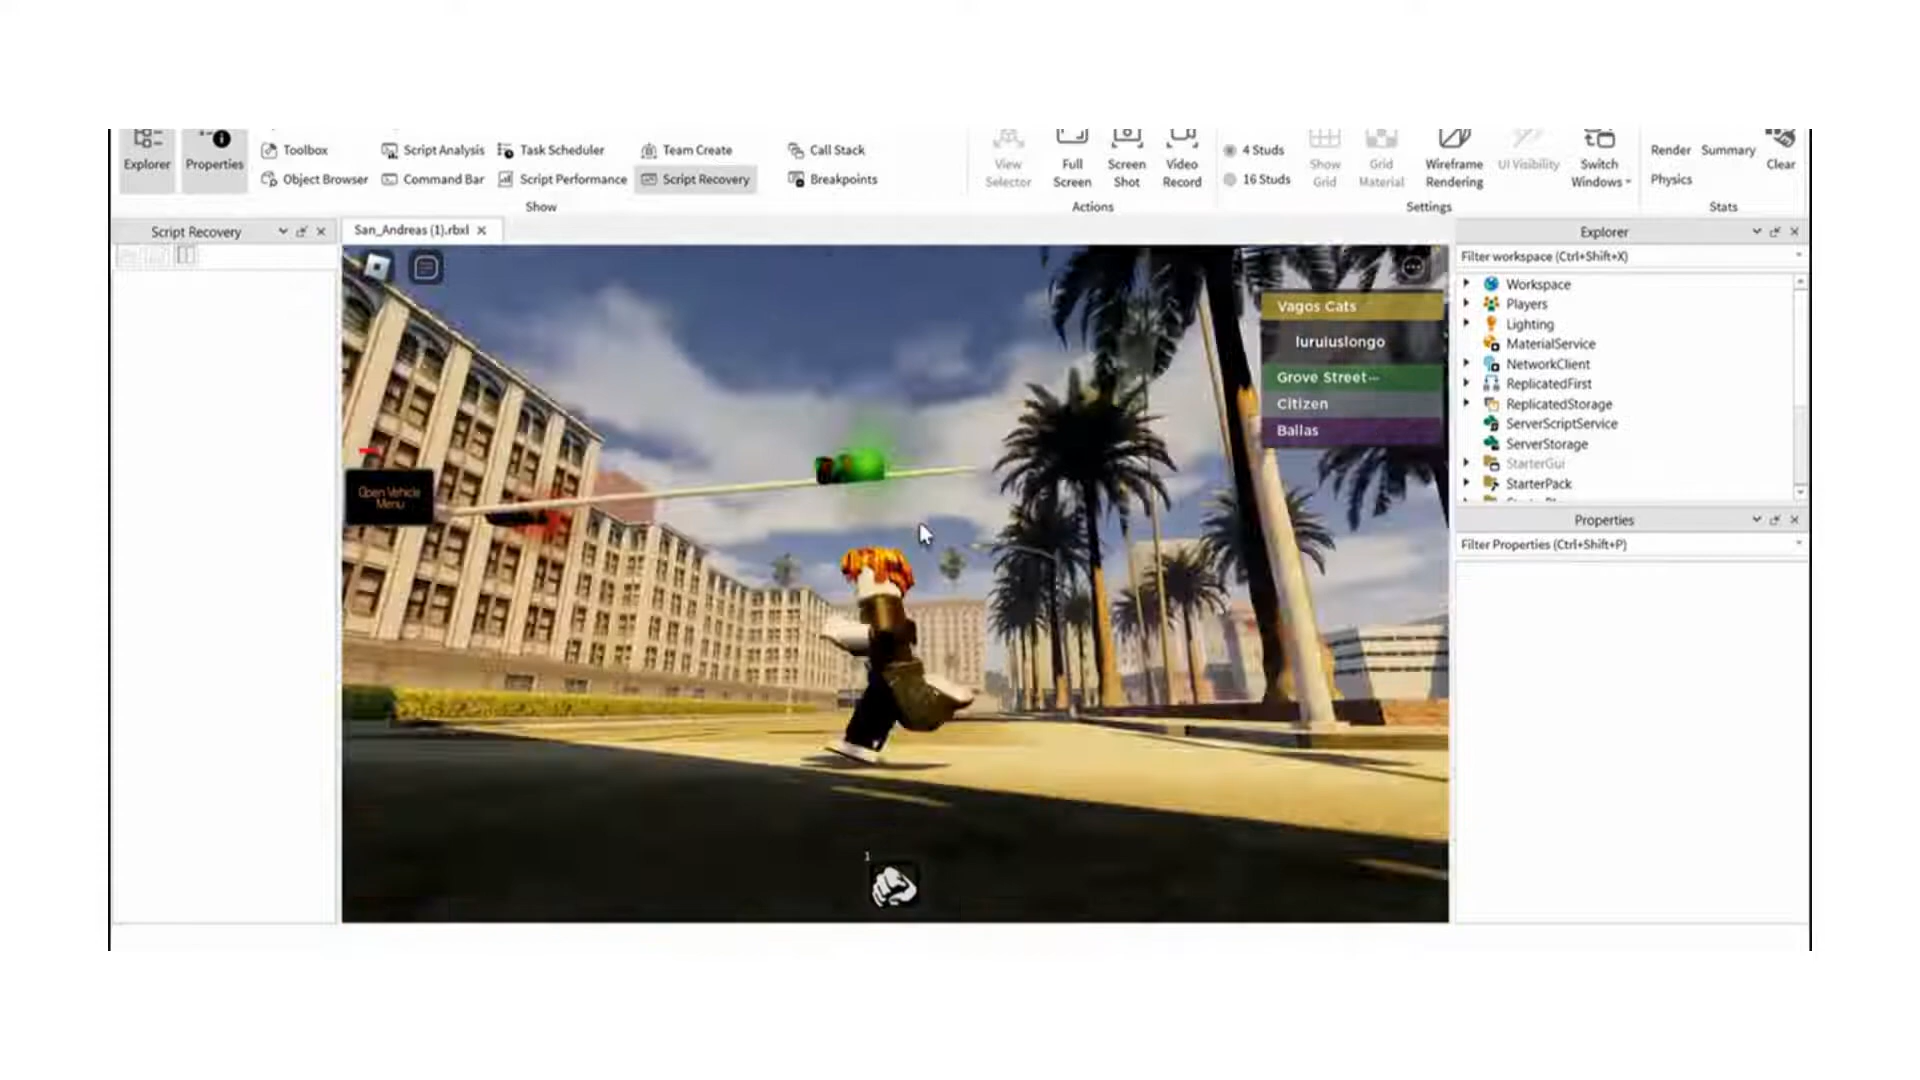 Explorer
Properties
Toolbox
Object Browser
Script Analysis
Command Bar
Task Scheduler
Script Performance
Team Create
Script Recovery
Call Stack
Breakpoints
Show
View
Selector
Full
Screen
Screen
Shot
Video
Record
Actions
4 Studs
16 Studs
Show
Grid
Grid
Material
Wireframe
Rendering
UI Visibility
Switch
Windows
Settings
Render
Summary
Physics
Clear
Stats
Script Recovery
San_Andreas (1).rbxl
Open Vehicle
Menu
Vagos Cats
luruluslongo
Grove Street...
Citizen
Ballas
1
Explorer
Filter workspace (Ctrl+Shift+X)
Workspace
Players
Lighting
MaterialService
NetworkClient
ReplicatedFirst
ReplicatedStorage
ServerScriptService
ServerStorage
StarterGui
StarterPack
Properties
Filter Properties (Ctrl+Shift+P)